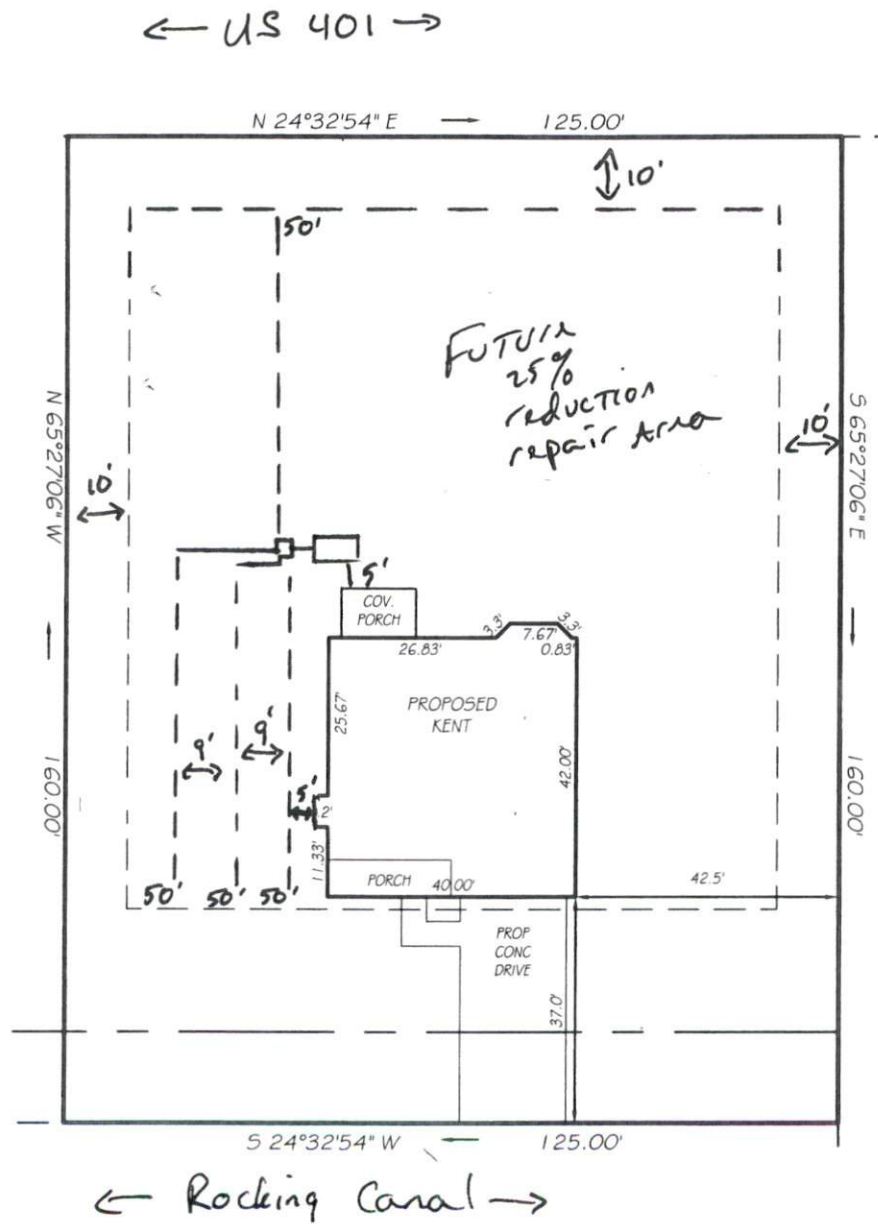 ← US 401 →
N 24°32'54" E → 125.00'
10'
50'
Future
25%
reduction
repair Area
N 65°27'06" W
160.00'
10'
10'
S 65°27'06" E
160.00'
5'
COV.
PORCH
3.3'
7.67'
3.3'
26.83'
0.83'
PROPOSED
KENT
25.67'
42.00'
9'
9'
5'
2'
11.33'
PORCH
40.00'
42.5'
50' 50' 50'
PROP
CONC
DRIVE
37.0'
S 24°32'54" W ← 125.00'
← Rocking Canal →